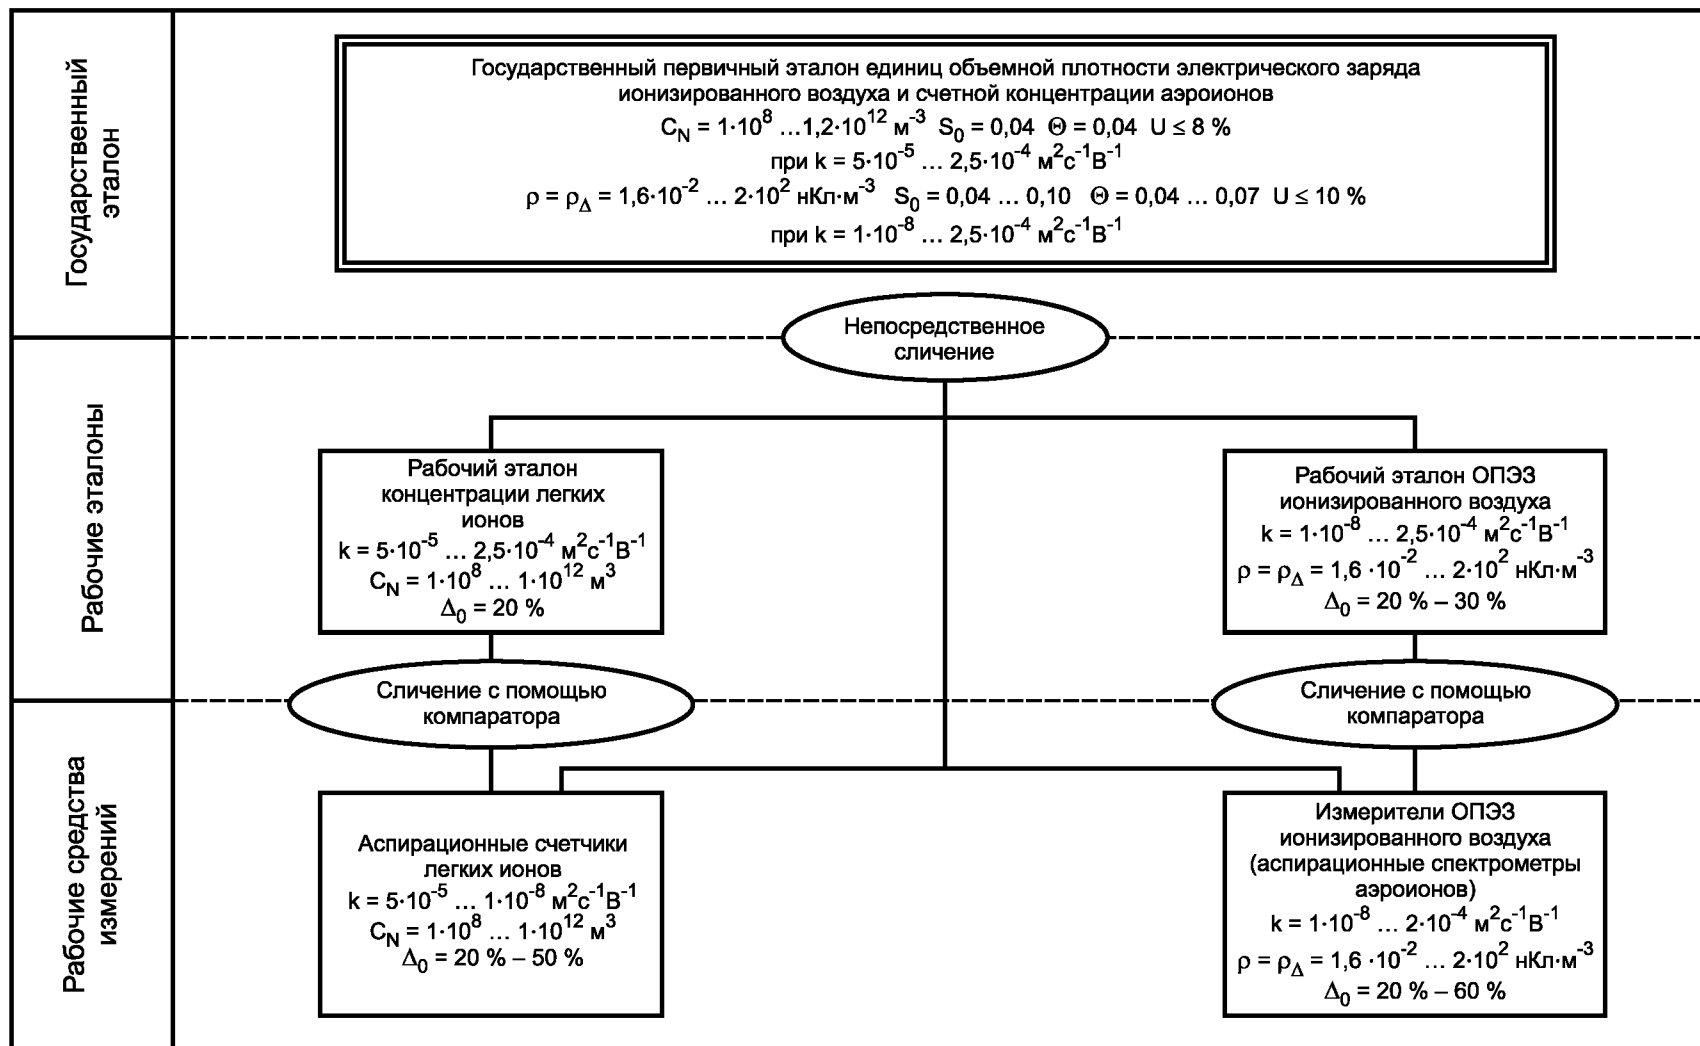 Государственный
эталон
Государственный первичный эталон единиц объемной плотности электрического заряда
ионизированного воздуха и счетной концентрации аэроионов
C_N = 1·10^8 …1,2·10^12 м^-3 S_0 = 0,04 Θ = 0,04 U ≤ 8 %
при k = 5·10^-5 … 2,5·10^-4 м^2с^-1В^-1
ρ = ρ_Δ = 1,6·10^-2 … 2·10^2 нКл·м^-3 S_0 = 0,04 … 0,10 Θ = 0,04 … 0,07 U ≤ 10 %
при k = 1·10^-8 … 2,5·10^-4 м^2с^-1В^-1
Непосредственное
сличение
Рабочие эталоны
Рабочий эталон
концентрации легких
ионов
k = 5·10^-5 … 2,5·10^-4 м^2с^-1В^-1
C_N = 1·10^8 … 1·10^12 м^3
Δ_0 = 20 %
Рабочий эталон ОПЭЗ
ионизированного воздуха
k = 1·10^-8 … 2,5·10^-4 м^2с^-1В^-1
ρ = ρ_Δ = 1,6 ·10^-2 … 2·10^2 нКл·м^-3
Δ_0 = 20 % – 30 %
Сличение с помощью
компаратора
Сличение с помощью
компаратора
Рабочие средства
измерений
Аспирационные счетчики
легких ионов
k = 5·10^-5 … 1·10^-8 м^2с^-1В^-1
C_N = 1·10^8 … 1·10^12 м^3
Δ_0 = 20 % – 50 %
Измерители ОПЭЗ
ионизированного воздуха
(аспирационные спектрометры
аэроионов)
k = 1·10^-8 … 2·10^-4 м^2с^-1В^-1
ρ = ρ_Δ = 1,6 ·10^-2 … 2·10^2 нКл·м^-3
Δ_0 = 20 % – 60 %